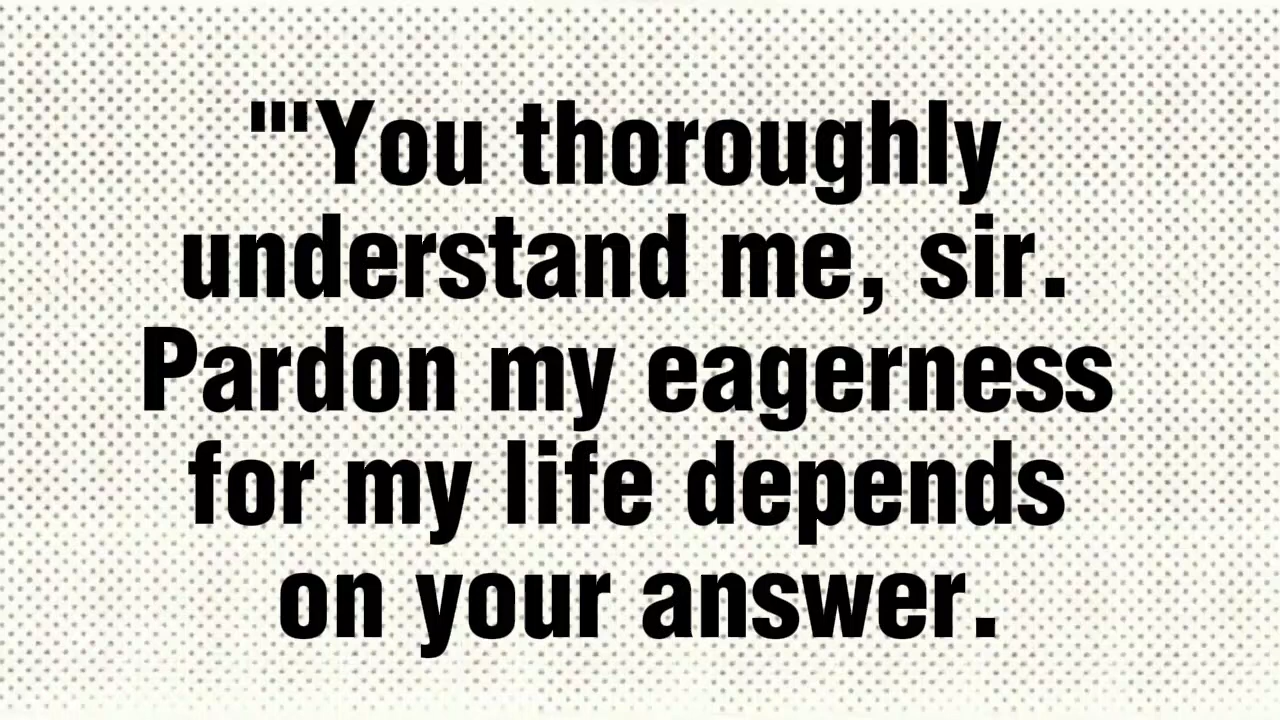 "'You thoroughly
understand me, sir.
Pardon my eagerness
for my life depends
on your answer.